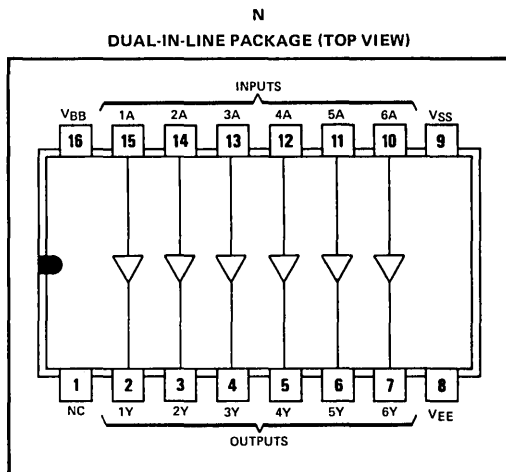 N
DUAL-IN-LINE PACKAGE (TOP VIEW)
INPUTS
VBB 1A 2A 3A 4A 5A 6A VSS
16 15 14 13 12 11 10 9
1 2 3 4 5 6 7 8
NC 1Y 2Y 3Y 4Y 5Y 6Y VEE
OUTPUTS